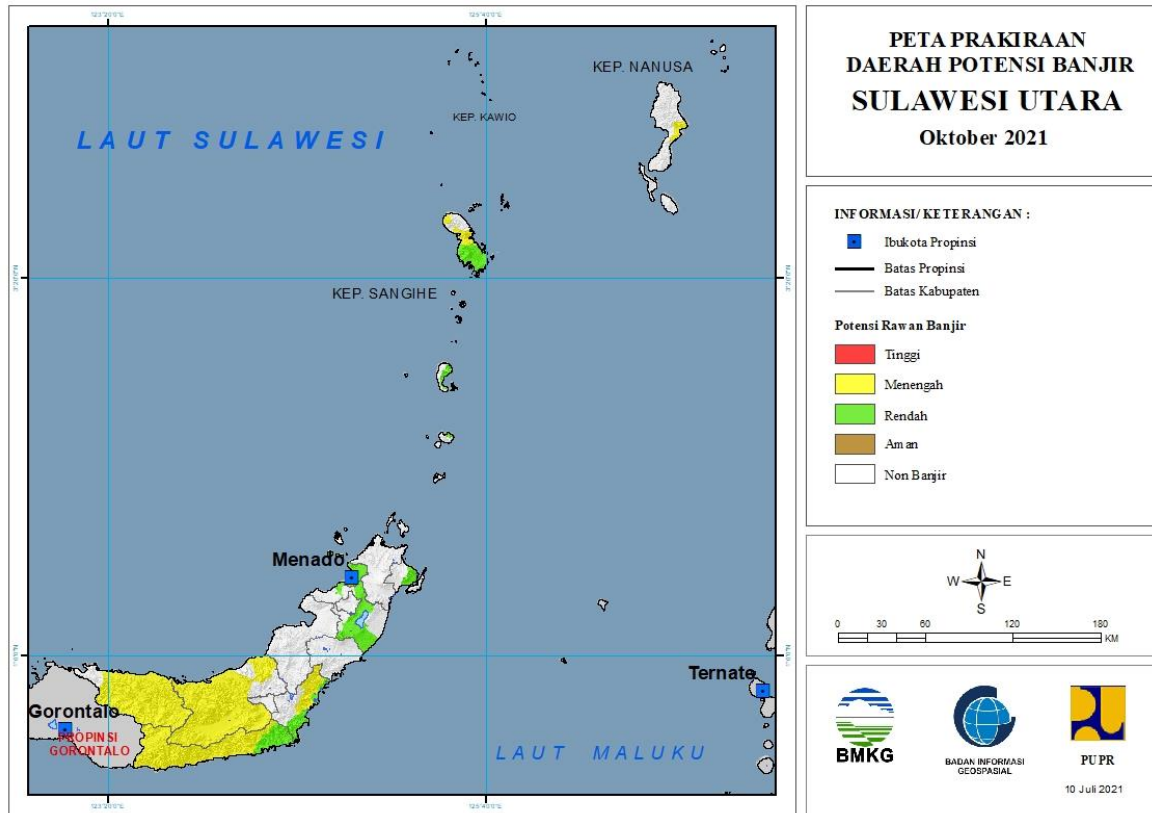 PETA PRAKIRAAN
DAERAH POTENSI BANJIR
SULAWESI UTARA
Oktober 2021
INFORMASI/ KETERANGAN :
Ibukota Propinsi
Batas Propinsi
Batas Kabupaten
Potensi Rawan Banjir
Tinggi
Menengah
Rendah
Aman
Non Banjir
N
W E
S
0 30 60 120 180
KM
BMKG
BADAN INFORMASI
GEOSPASIAL
PUPR
10 Juli 2021
KEP. NANUSA
KEP. KAWIO
LAUT SULAWESI
KEP. SANGIHE
Menado
Ternate
Gorontalo
PROPINSI
GORONTALO
LAUT MALUKU